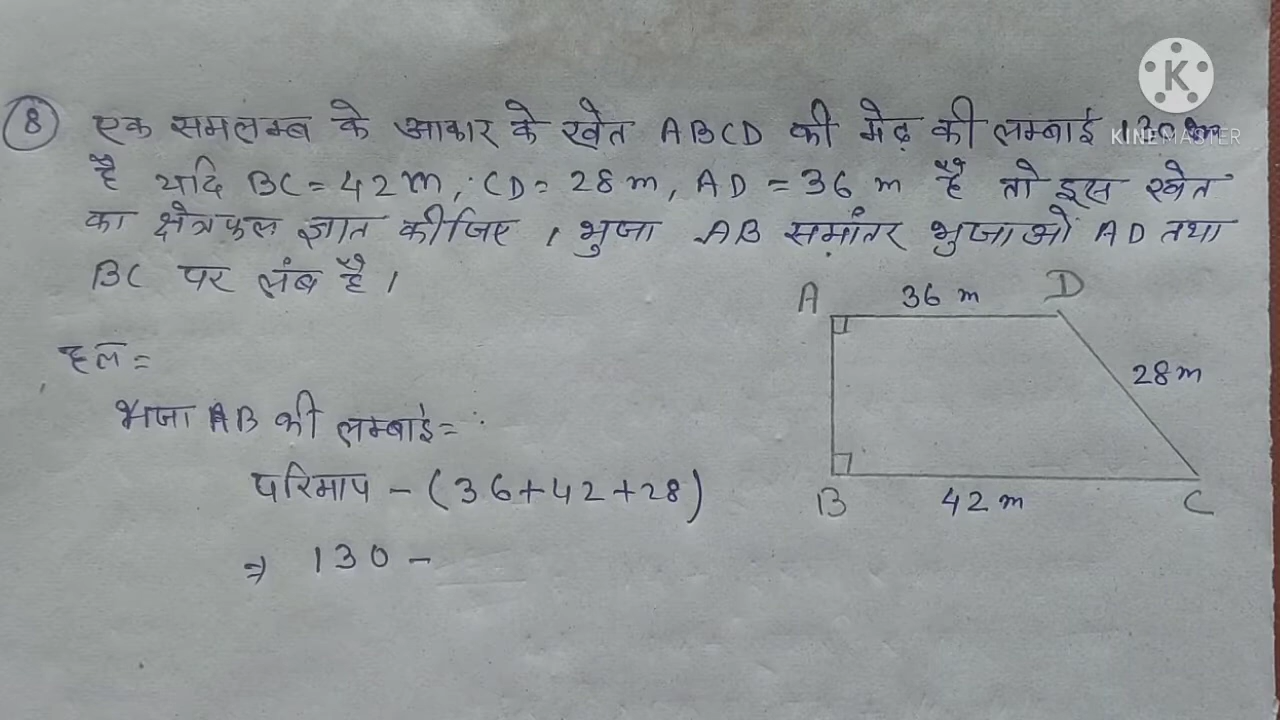 8 एक समलम्ब के आकार के खेत ABCD की मेढ़ की लम्बाई 130 m
है यदि BC = 42 m, CD = 28 m, AD = 36 m है तो इस खेत
का क्षेत्रफल ज्ञात कीजिए । भुजा AB समांतर भुजाओं AD तथा
BC पर लंब है ।
K
KINEMASTER
A 36 m D
28 m
B 42 m C
हल =
भुजा AB की लम्बाई =
परिमाप - (36+42+28)
⇒ 130 -